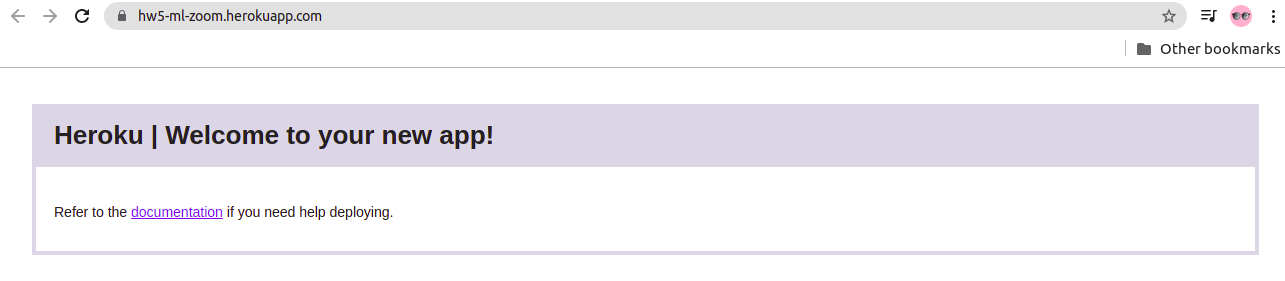 hw5-ml-zoom.herokuapp.com
Other bookmarks
Heroku | Welcome to your new app!
Refer to the documentation if you need help deploying.